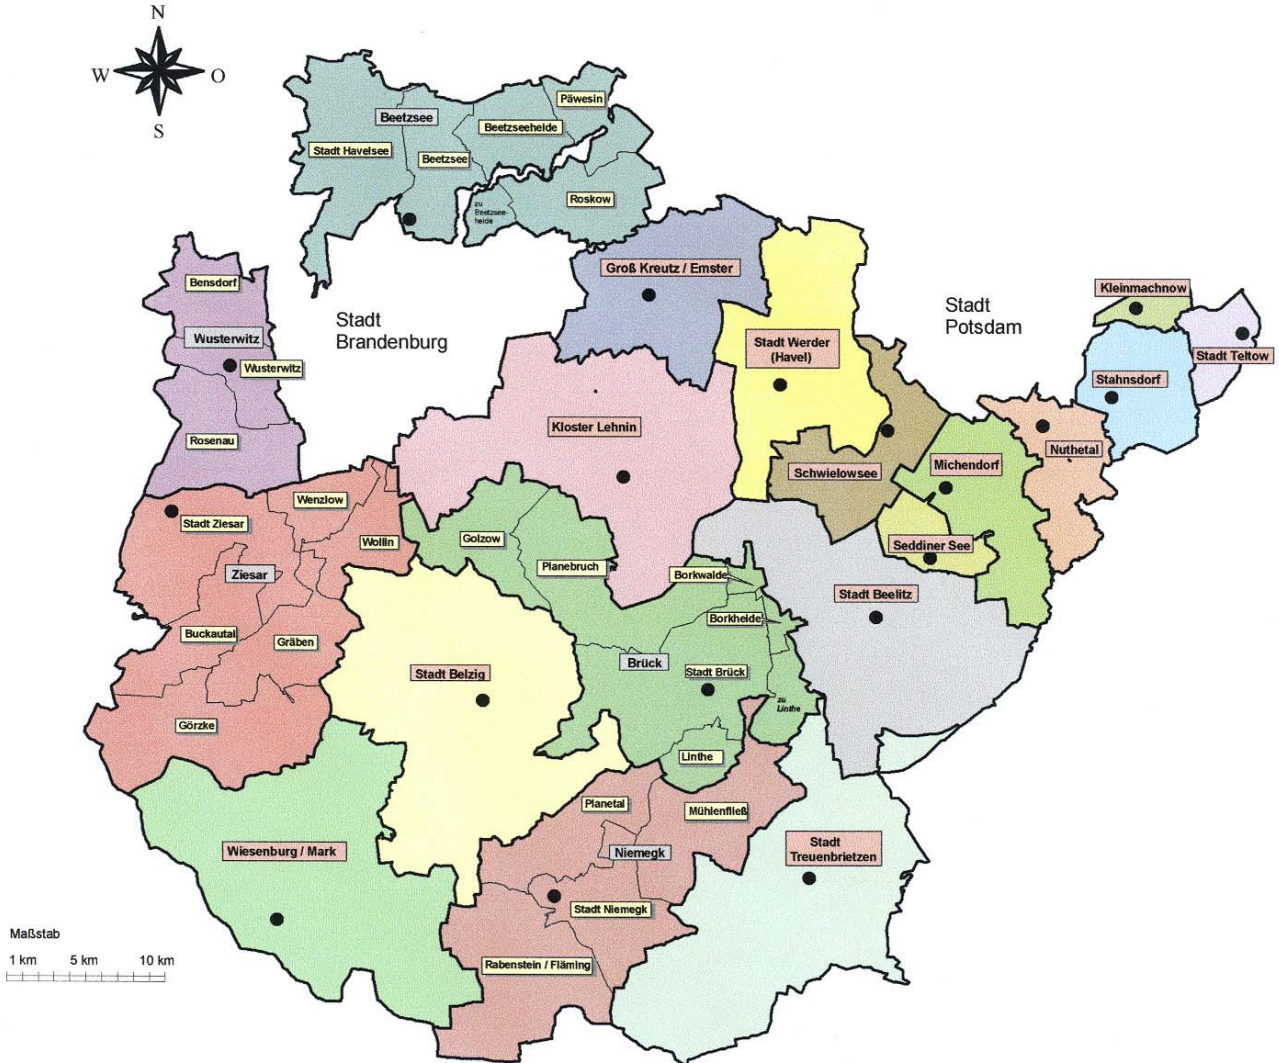 N
W
O
S
Päwesin
Beetzsee
Beetzseeheide
Stadt Havelsee
Beetzsee
Roskow
zu
Beetzsee-
heide
Groß Kreutz / Emster
Bensdorf
Kleinmachnow
Stadt
Brandenburg
Stadt
Potsdam
Wusterwitz
Stadt Werder
(Havel)
Stadt Teltow
Wusterwitz
Stahnsdorf
Kloster Lehnin
Rosenau
Nuthetal
Schwielowsee
Michendorf
Wenzlow
Stadt Ziesar
Golzow
Wollin
Seddiner See
Planebruch
Borkwalde
Ziesar
Stadt Beelitz
Borkheide
Buckautal
Gräben
Brück
Stadt Belzig
Stadt Brück
zu
Linthe
Görzke
Linthe
Planetal
Mühlenfließ
Stadt
Treuenbrietzen
Wiesenburg / Mark
Niemegk
Stadt Niemegk
Maßstab
1 km 5 km 10 km
Rabenstein / Fläming